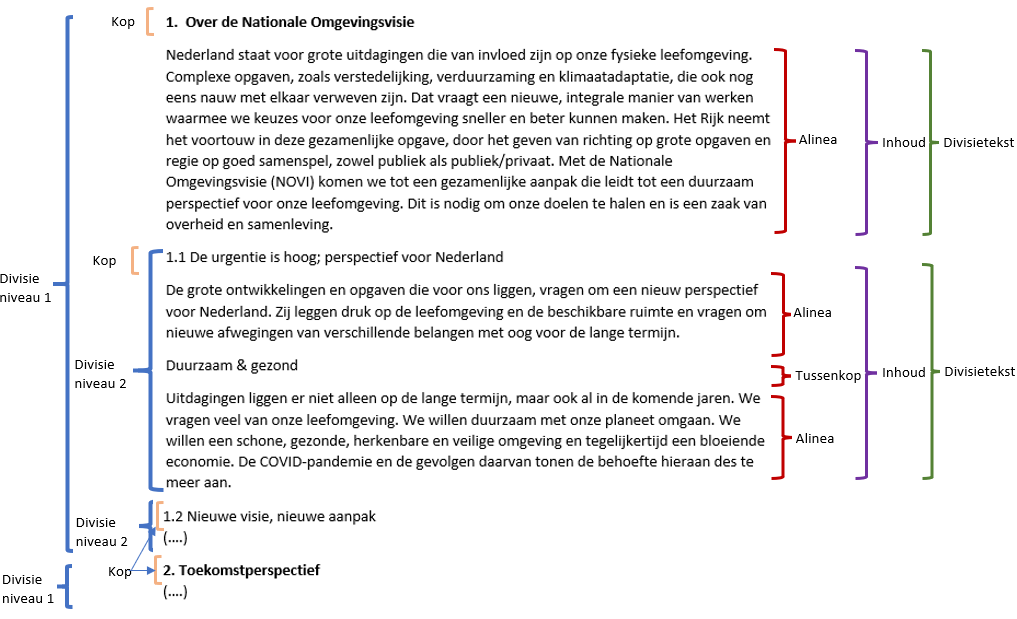 Kop
1. Over de Nationale Omgevingsvisie
Nederland staat voor grote uitdagingen die van invloed zijn op onze fysieke leefomgeving.
Complexe opgaven, zoals verstedelijking, verduurzaming en klimaatadaptatie, die ook nog
eens nauw met elkaar verweven zijn. Dat vraagt een nieuwe, integrale manier van werken
waarmee we keuzes voor onze leefomgeving sneller en beter kunnen maken. Het Rijk neemt
het voortouw in deze gezamenlijke opgave, door het geven van richting op grote opgaven en
regie op goed samenspel, zowel publiek als publiek/privaat. Met de Nationale
Omgevingsvisie (NOVI) komen we tot een gezamenlijke aanpak die leidt tot een duurzaam
perspectief voor onze leefomgeving. Dit is nodig om onze doelen te halen en is een zaak van
overheid en samenleving.
Alinea
Inhoud
Divisietekst
Kop
1.1 De urgentie is hoog; perspectief voor Nederland
Divisie
niveau 1
De grote ontwikkelingen en opgaven die voor ons liggen, vragen om een nieuw perspectief
voor Nederland. Zij leggen druk op de leefomgeving en de beschikbare ruimte en vragen om
nieuwe afwegingen van verschillende belangen met oog voor de lange termijn.
Alinea
Divisie
niveau 2
Duurzaam & gezond
Tussenkop
Inhoud
Divisietekst
Uitdagingen liggen er niet alleen op de lange termijn, maar ook al in de komende jaren. We
vragen veel van onze leefomgeving. We willen duurzaam met onze planeet omgaan. We
willen een schone, gezonde, herkenbare en veilige omgeving en tegelijkertijd een bloeiende
economie. De COVID-pandemie en de gevolgen daarvan tonen de behoefte hieraan des te
meer aan.
Alinea
Divisie
niveau 2
1.2 Nieuwe visie, nieuwe aanpak
(....)
Kop
2. Toekomstperspectief
(....)
Divisie
niveau 1